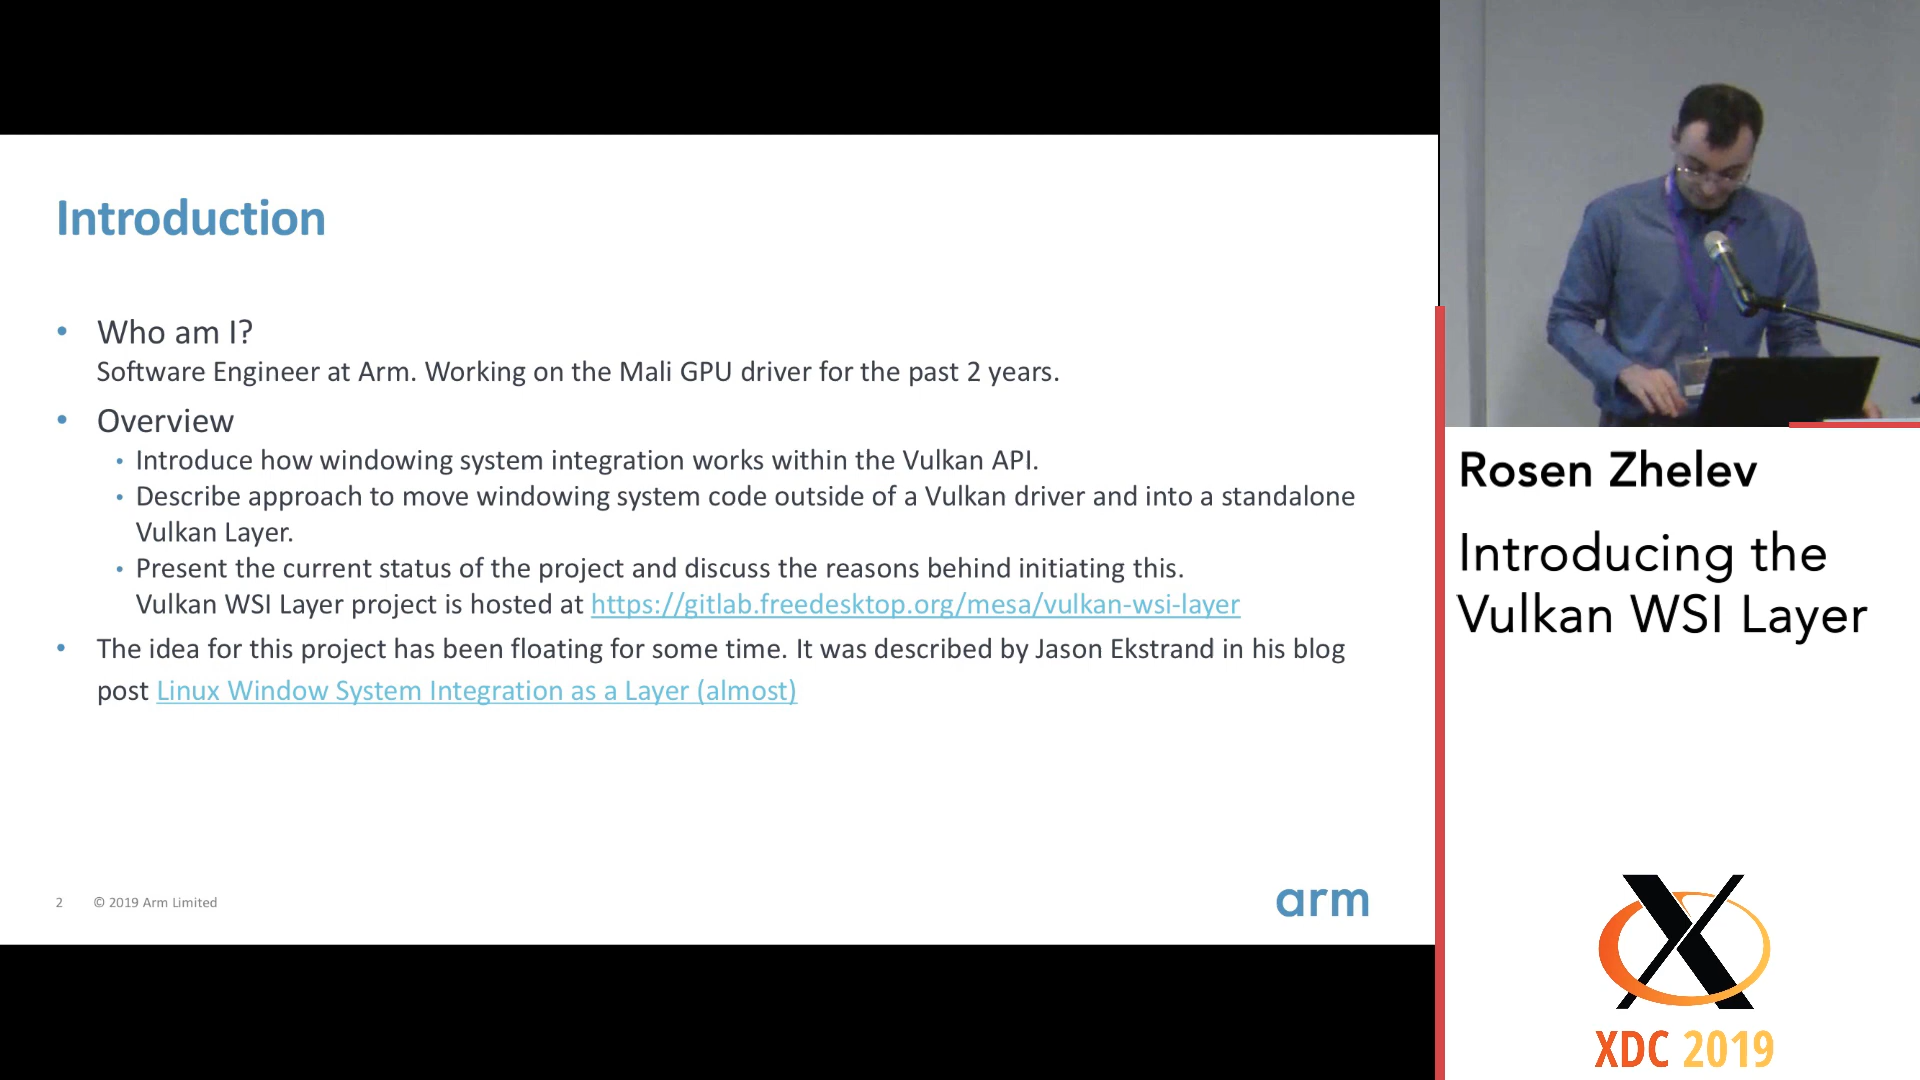 Introduction
• Who am I?
Software Engineer at Arm. Working on the Mali GPU driver for the past 2 years.
• Overview
• Introduce how windowing system integration works within the Vulkan API.
• Describe approach to move windowing system code outside of a Vulkan driver and into a standalone
Vulkan Layer.
• Present the current status of the project and discuss the reasons behind initiating this.
Vulkan WSI Layer project is hosted at https://gitlab.freedesktop.org/mesa/vulkan-wsi-layer
• The idea for this project has been floating for some time. It was described by Jason Ekstrand in his blog
post Linux Window System Integration as a Layer (almost)
2 © 2019 Arm Limited
arm
Rosen Zhelev
Introducing the
Vulkan WSI Layer
X
XDC 2019